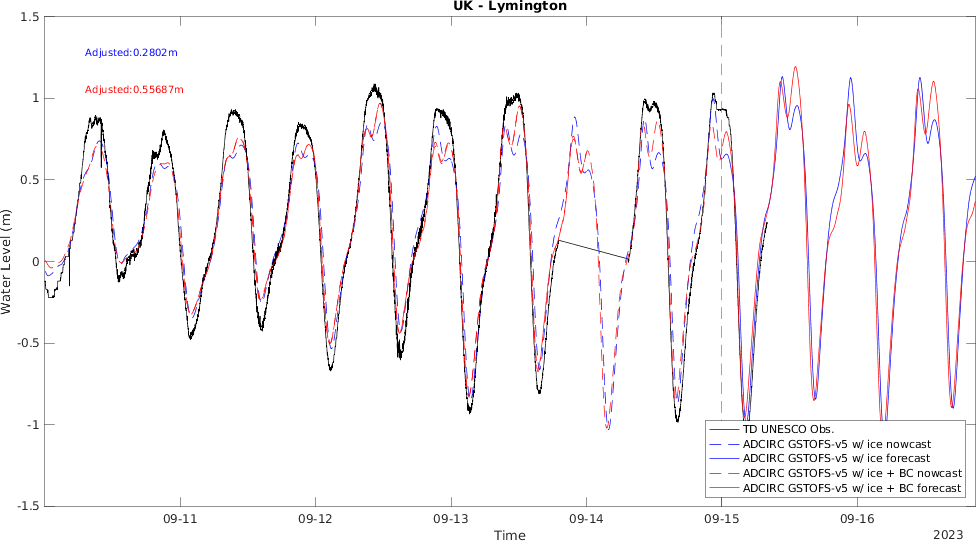 UK - Lymington
Adjusted:0.2802m
Adjusted:0.55687m
Water Level (m)
1.5
1
0.5
0
-0.5
-1
-1.5
TD UNESCO Obs.
ADCIRC GSTOFS-v5 w/ ice nowcast
ADCIRC GSTOFS-v5 w/ ice forecast
ADCIRC GSTOFS-v5 w/ ice + BC nowcast
ADCIRC GSTOFS-v5 w/ ice + BC forecast
09-11 09-12 09-13 09-14 09-15 09-16
Time
2023